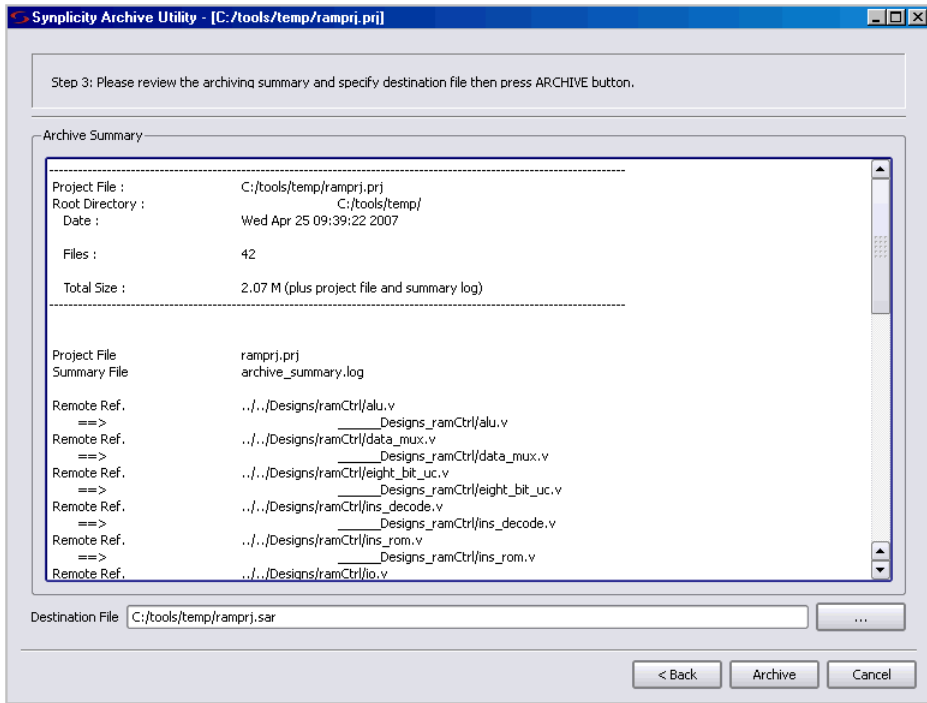 Synplicity Archive Utility - [C:/tools/temp/ramprj.prj]
Step 3: Please review the archiving summary and specify destination file then press ARCHIVE button.
Archive Summary
Project File : C:/tools/temp/ramprj.prj
Root Directory : C:/tools/temp/
Date : Wed Apr 25 09:39:22 2007
Files : 42
Total Size : 2.07 M (plus project file and summary log)
Project File ramprj.prj
Summary File archive_summary.log
Remote Ref. ../../Designs/ramCtrl/alu.v
==> ______Designs_ramCtrl/alu.v
Remote Ref. ../../Designs/ramCtrl/data_mux.v
==> ______Designs_ramCtrl/data_mux.v
Remote Ref. ../../Designs/ramCtrl/eight_bit_uc.v
==> ______Designs_ramCtrl/eight_bit_uc.v
Remote Ref. ../../Designs/ramCtrl/ins_decode.v
==> ______Designs_ramCtrl/ins_decode.v
Remote Ref. ../../Designs/ramCtrl/ins_rom.v
==> ______Designs_ramCtrl/ins_rom.v
Remote Ref. ../../Designs/ramCtrl/io.v
Destination File C:/tools/temp/ramprj.sar ...
< Back Archive Cancel